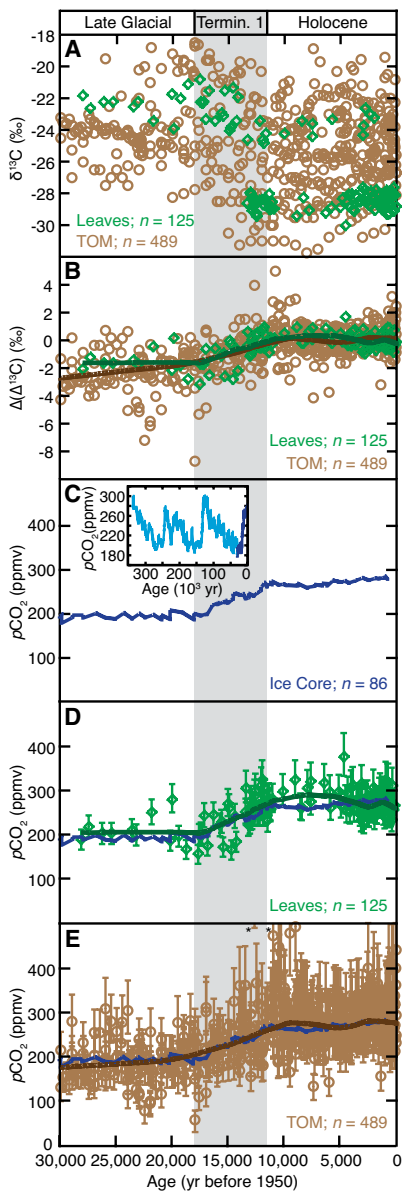 Late Glacial Termin. 1 Holocene
A
-18
-20
-22
-24
-26
-28
-30
δ¹³C (‰)
Leaves; n = 125
TOM; n = 489
B
4
2
0
-2
-4
-6
-8
Δ(Δ¹³C) (‰)
Leaves; n = 125
TOM; n = 489
C
300
260
220
180
pCO₂(ppmv)
300 200 100 0
Age (10³ yr)
400
300
200
100
pCO₂ (ppmv)
Ice Core; n = 86
D
400
300
200
100
pCO₂ (ppmv)
Leaves; n = 125
E
* *
400
300
200
100
0
pCO₂ (ppmv)
TOM; n = 489
30,000 20,000 10,000 0
25,000 15,000 5,000
Age (yr before 1950)